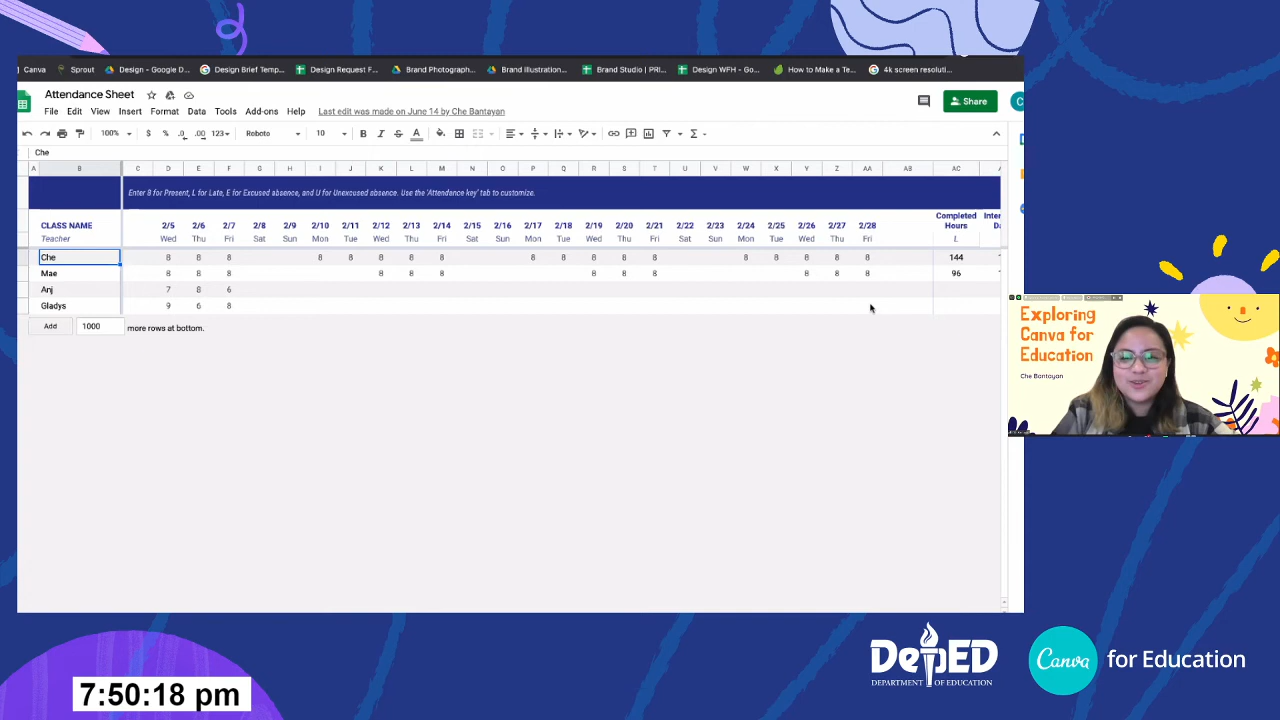 Canva Sprout Design - Google D... Design Brief Temp... Design Request F... Brand Photograph... Brand Illustration... Brand Studio | PRI... Design WFH - Go... How to Make a Te... 4k screen resoluti...
Attendance Sheet
File Edit View Insert Format Data Tools Add-ons Help Last edit was made on June 14 by Che Bantayan
Share
C
100% $ % .0 .00 123 Roboto 10 B I S A
Che
A B C D E F G H I J K L M N O P Q R S T U V W X Y Z AA AB AC A
Enter 8 for Present, L for Late, E for Excused absence, and U for Unexcused absence. Use the 'Attendance key' tab to customize.
CLASS NAME 2/5 2/6 2/7 2/8 2/9 2/10 2/11 2/12 2/13 2/14 2/15 2/16 2/17 2/18 2/19 2/20 2/21 2/22 2/23 2/24 2/25 2/26 2/27 2/28 Completed Hours
Teacher Wed Thu Fri Sat Sun Mon Tue Wed Thu Fri Sat Sun Mon Tue Wed Thu Fri Sat Sun Mon Tue Wed Thu Fri L
Che 8 8 8 8 8 8 8 8 8 8 8 8 8 8 8 8 8 8 144
Mae 8 8 8 8 8 8 8 8 8 8 8 8 96
Anj 7 8 6
Gladys 9 6 8
Add 1000 more rows at bottom.
Exploring
Canva for
Education
Che Bantayan
7:50:18 pm
DepED
DEPARTMENT OF EDUCATION
Canva for Education